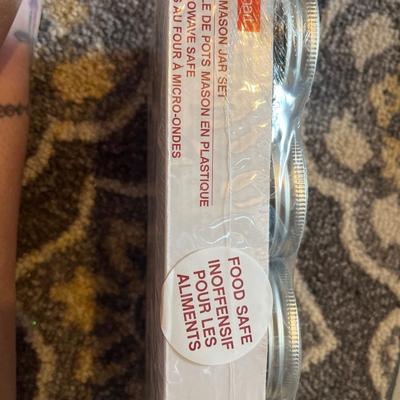 MASON JAR SET
LE DE POTS MASON EN PLASTIQUE
OWAVE SAFE
AU FOUR À MICRO-ONDES
FOOD SAFE
INOFFENSIF
POUR LES
ALIMENTS